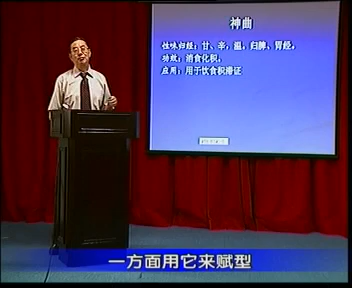 神曲
性味归经：甘、辛，温。归脾、胃经。
功效：消食化积。
应用：用于饮食积滞证
一方面用它来赋型